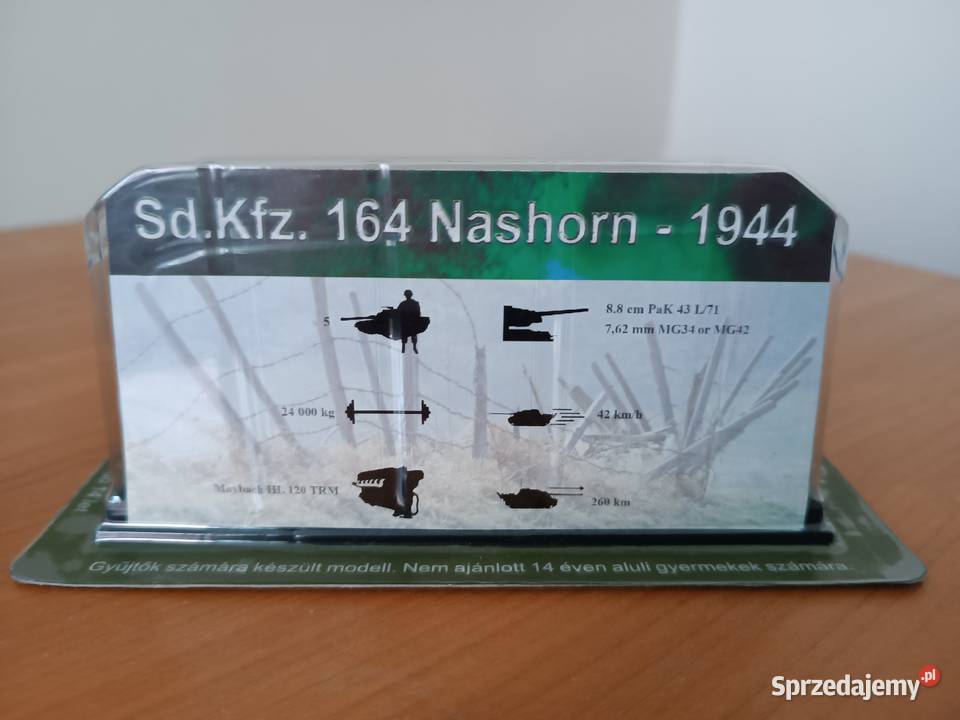 Sd.Kfz. 164 Nashorn - 1944
5
8.8 cm PaK 43 L/71
7,62 mm MG34 or MG42
24 000 kg
42 km/h
Maybach HL 120 TRM
260 km
Gyűjtők számára készült modell. Nem ajánlott 14 éven aluli gyermekek számára.
Sprzedajemy.pl